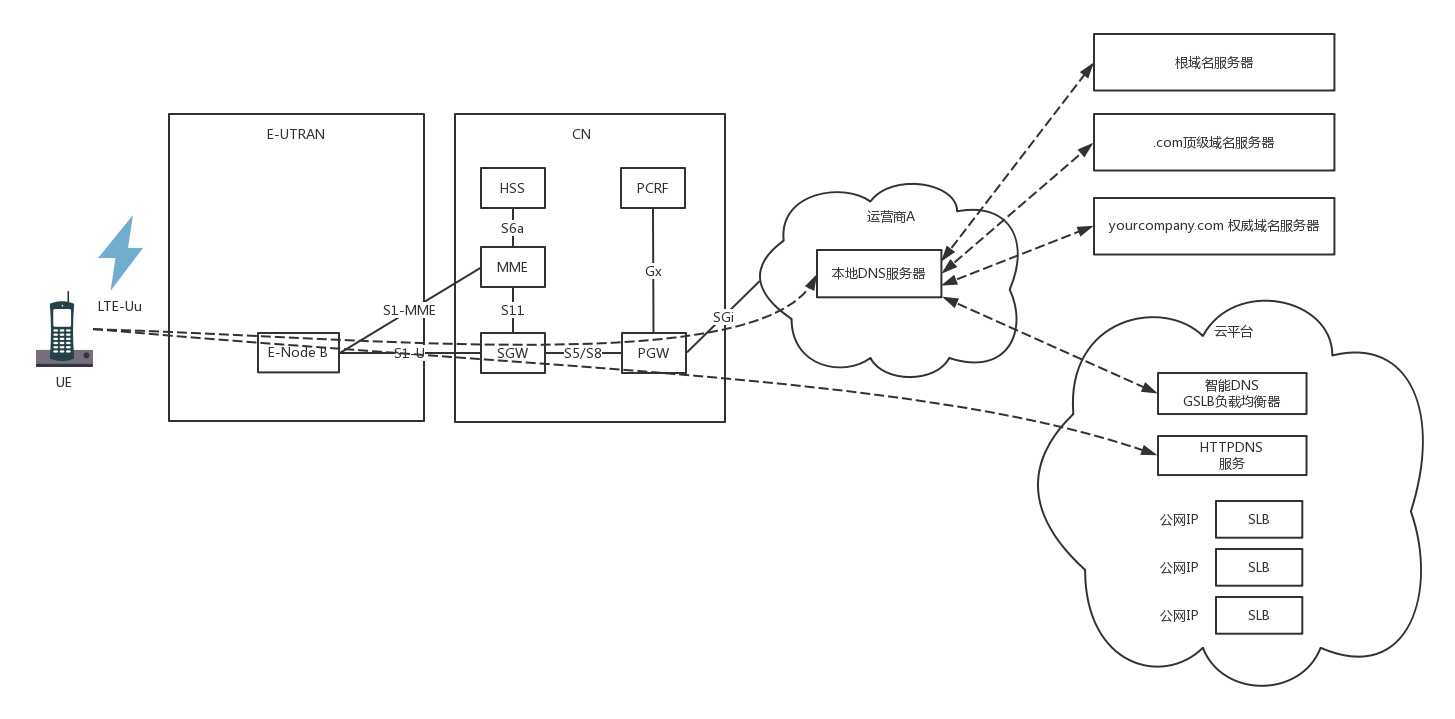 根域名服务器
.com顶级域名服务器
yourcompany.com 权威域名服务器
E-UTRAN
CN
HSS
PCRF
S6a
运营商A
MME
Gx
本地DNS服务器
LTE-Uu
S1-MME
S11
SGi
云平台
E-Node B
S1-U
SGW
S5/S8
PGW
UE
智能DNS
GSLB负载均衡器
HTTPDNS
服务
公网IP
SLB
公网IP
SLB
公网IP
SLB